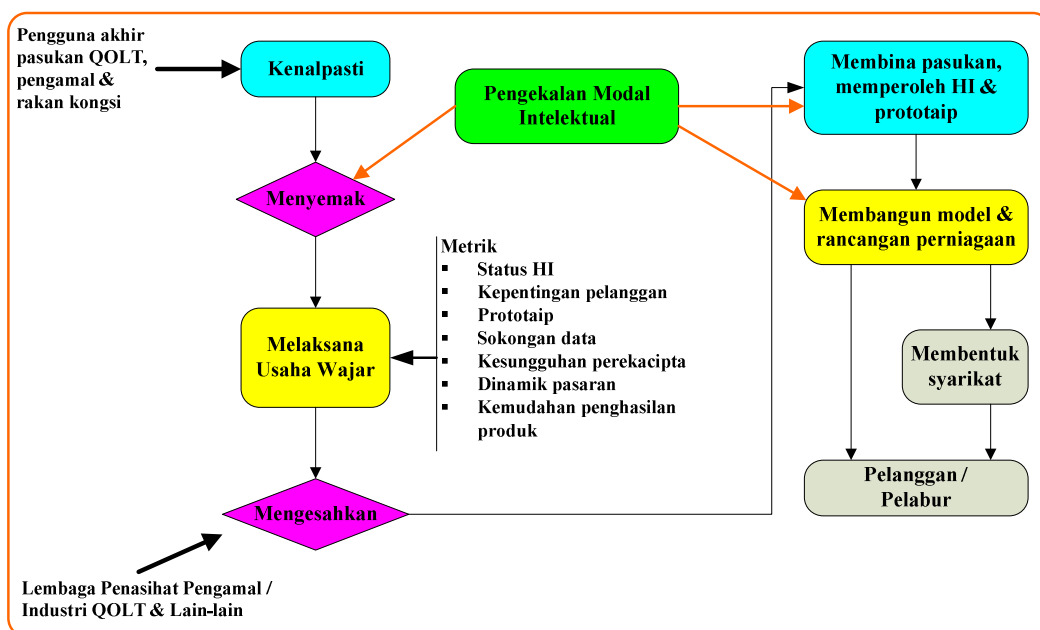 Pengguna akhir
pasukan QOLT,
pengamal &
rakan kongsi
Kenalpasti
Pengekalan Modal
Intelektual
Membina pasukan,
memperoleh HI &
prototaip
Menyemak
Membangun model &
rancangan perniagaan
Metrik
▪ Status HI
▪ Kepentingan pelanggan
▪ Prototaip
▪ Sokongan data
▪ Kesungguhan perekacipta
▪ Dinamik pasaran
▪ Kemudahan penghasilan
produk
Melaksana
Usaha Wajar
Membentuk
syarikat
Pelanggan /
Pelabur
Mengesahkan
Lembaga Penasihat Pengamal /
Industri QOLT & Lain-lain